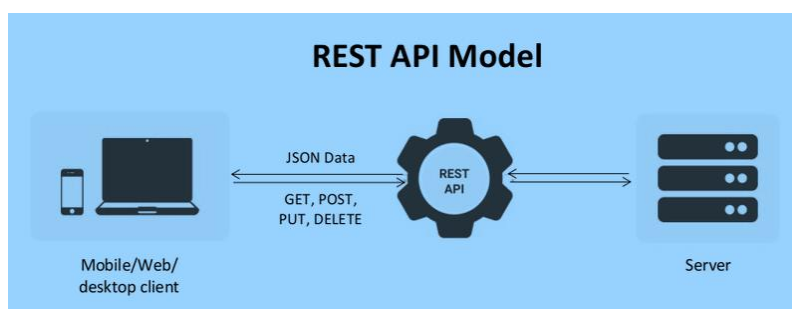 REST API Model
JSON Data
GET, POST,
PUT, DELETE
REST
API
Mobile/Web/
desktop client
Server